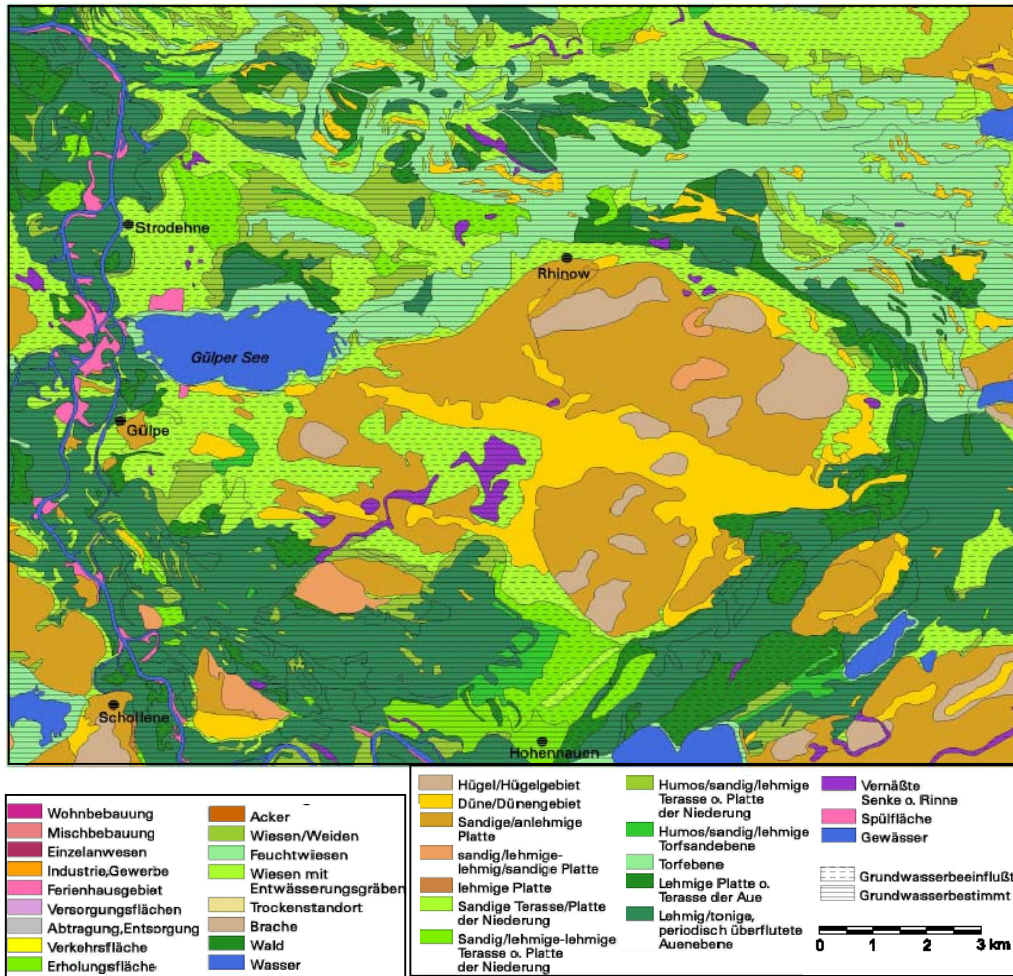 Strodehne
Rhinow
Gülper See
Gülpe
Schollene
Hohennauen
Wohnbebauung
Mischbebauung
Einzelanwesen
Industrie,Gewerbe
Ferienhausgebiet
Versorgungsflächen
Abtragung,Entsorgung
Verkehrsfläche
Erholungsfläche
Acker
Wiesen/Weiden
Feuchtwiesen
Wiesen mit
Entwässerungsgräben
Trockenstandort
Brache
Wald
Wasser
Hügel/Hügelgebiet
Düne/Dünengebiet
Sandige/anlehmige
Platte
sandig/lehmige-
lehmig/sandige Platte
lehmige Platte
Sandige Terasse/Platte
der Niederung
Sandig/lehmige-lehmige
Terasse o. Platte
der Niederung
Humos/sandig/lehmige
Terasse o. Platte
der Niederung
Humos/sandig/lehmige
Torfsandebene
Torfebene
Lehmige Platte o.
Terasse der Aue
Lehmig/tonige,
periodisch überflutete
Auenebene
Vernäßte
Senke o. Rinne
Spülfläche
Gewässer
Grundwasserbeeinflußt
Grundwasserbestimmt
0 1 2 3 km